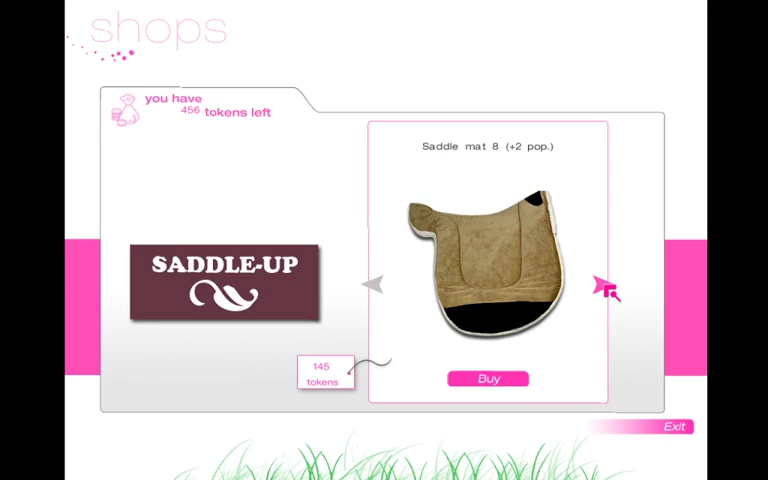 shops
you have
456 tokens left
Saddle mat 8 (+2 pop.)
SADDLE-UP
145
tokens
Buy
Exit